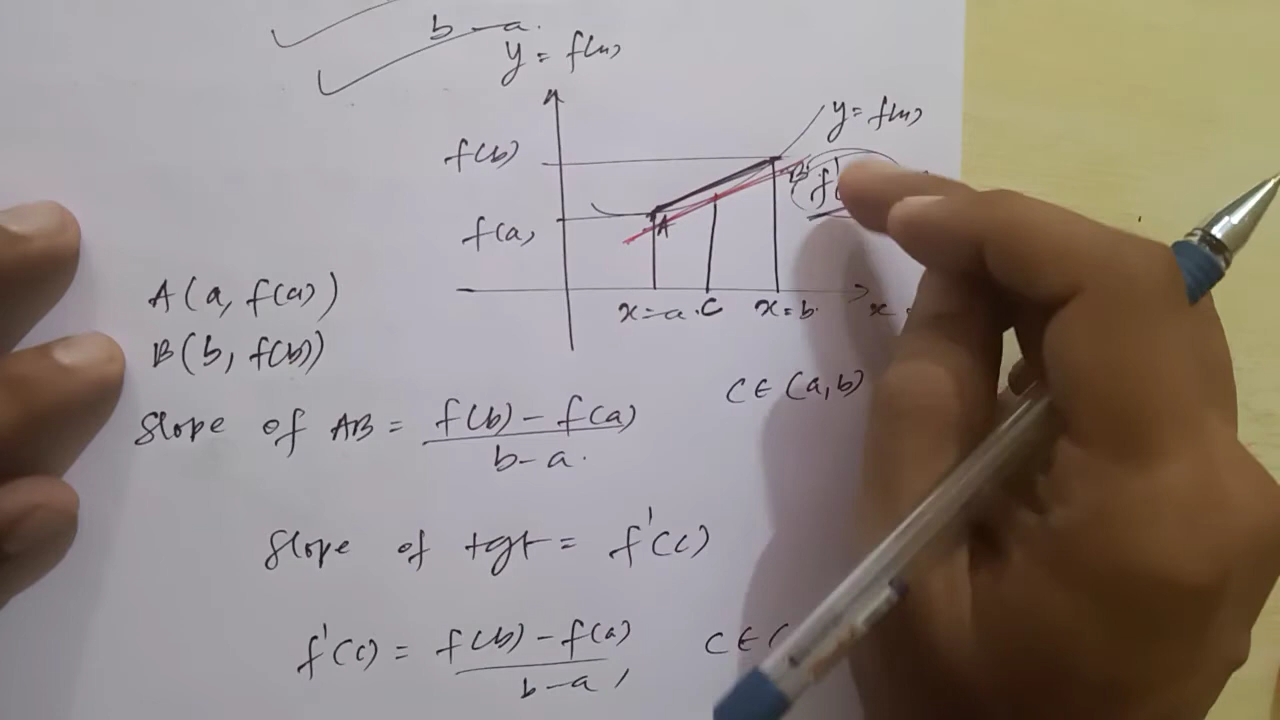 b-a.
y = f(x)
y = f(x)
f(b)
B
f'
f(a)
A
x=a. C x=b. x
A(a, f(a))
B(b, f(b))
C ∈ (a,b)
Slope of AB = f(b) - f(a)
b-a.
Slope of tgt = f'(c)
f'(c) = f(b) - f(a) C ∈ (
b-a,